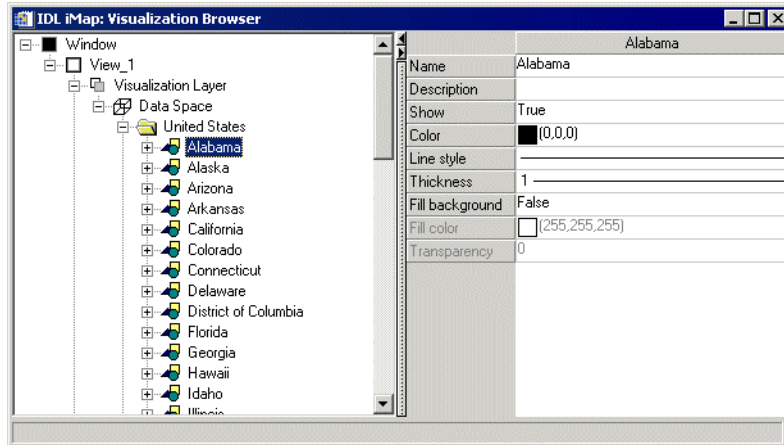 IDL iMap: Visualization Browser
Window
View_1
Visualization Layer
Data Space
United States
Alabama
Alaska
Arizona
Arkansas
California
Colorado
Connecticut
Delaware
District of Columbia
Florida
Georgia
Hawaii
Idaho
Illinois
Alabama
Name Alabama
Description
Show True
Color (0,0,0)
Line style
Thickness 1
Fill background False
Fill color (255,255,255)
Transparency 0